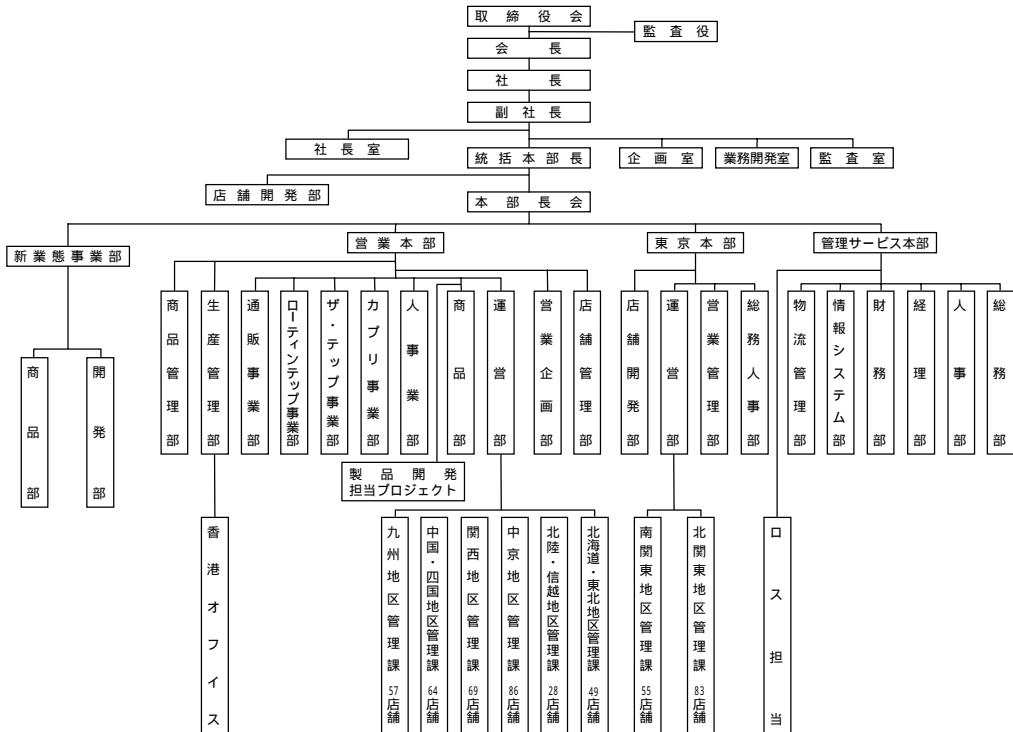 取締役会
監査役
会長
社長
副社長
社長室
統括本部長
企画室
業務開発室
監査室
店舗開発部
本部長会
新業態事業部
営業本部
東京本部
管理サービス本部
商品管理部
生産管理部
通販事業部
ローティンテップ事業部
ザ・テップ事業部
カプリ事業部
人事業部
商品部
運営部
営業企画部
店舗管理部
店舗開発部
運営部
営業管理部
総務人事部
物流管理部
情報システム部
財務部
経理部
人事部
総務部
商品部
開発部
製品開発
担当プロジェクト
香港オフイス
九州地区管理課 57店舗
中国・四国地区管理課 64店舗
関西地区管理課 69店舗
中京地区管理課 86店舗
北陸・信越地区管理課 28店舗
北海道・東北地区管理課 49店舗
南関東地区管理課 55店舗
北関東地区管理課 83店舗
ロス担当